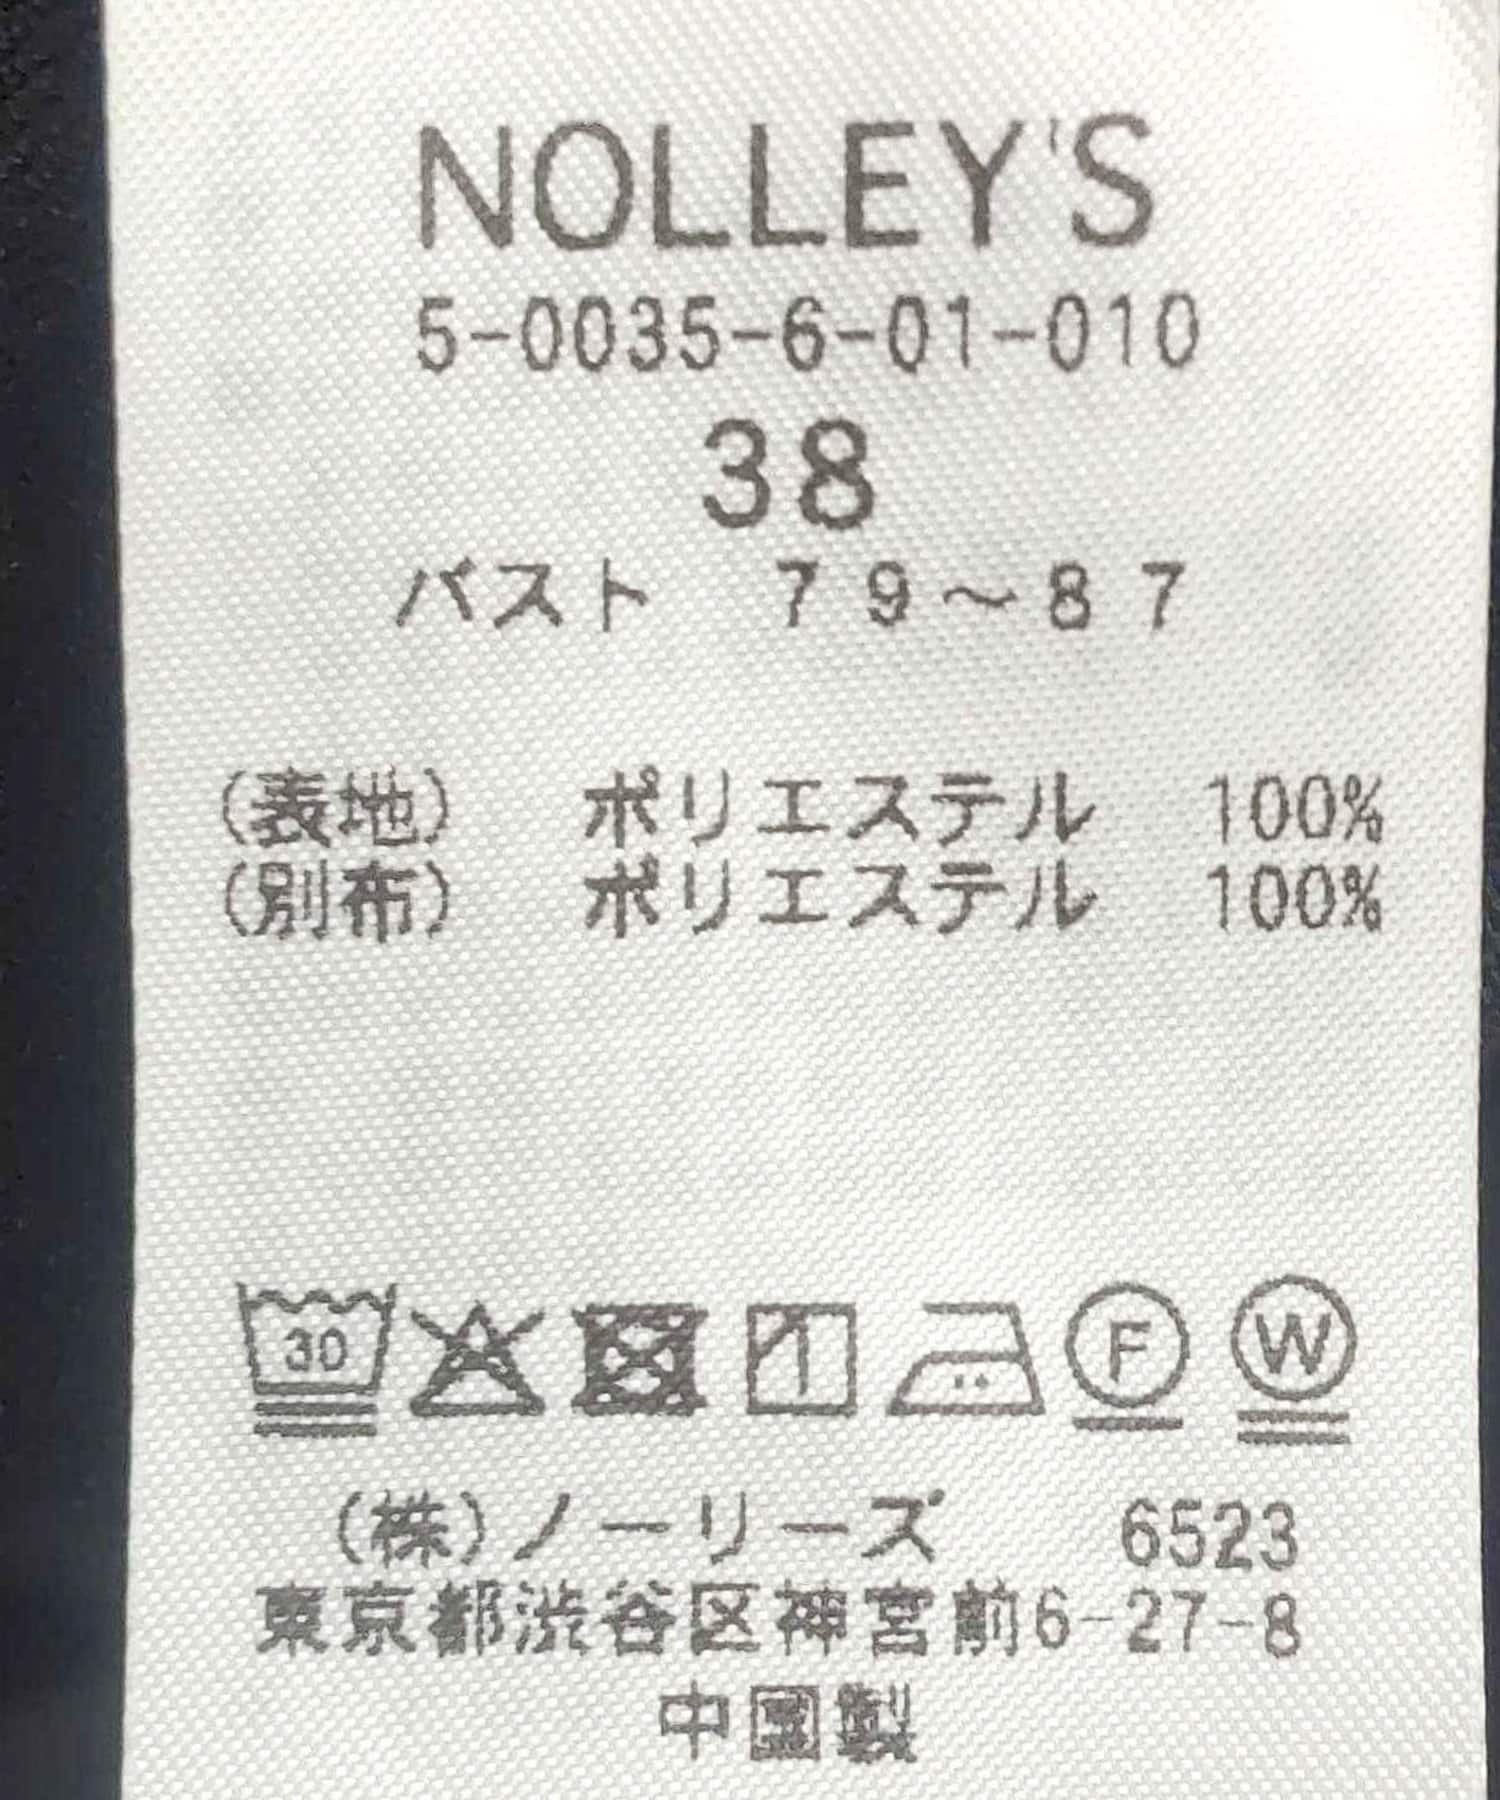 NOLLEY'S
5-0035-6-01-010
38
バスト 79～87
(表地) ポリエステル 100%
(別布) ポリエステル 100%
30 F W
(株)ノーリーズ 6523
東京都渋谷区神宮前6-27-8
中国製